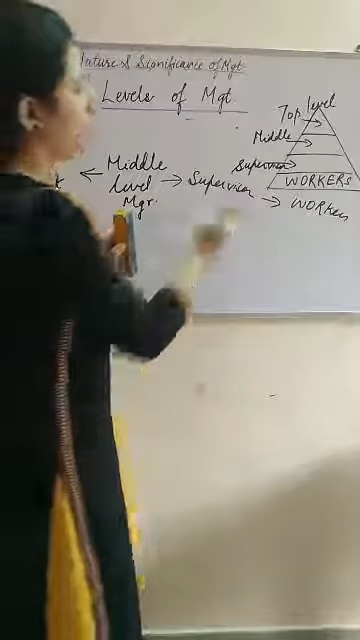 Nature & Significance of Mgt
Levels of Mgt.
Top level
Middle
Supervisor
WORKERS
← Middle level Mgr. → Supervisor → WORKers